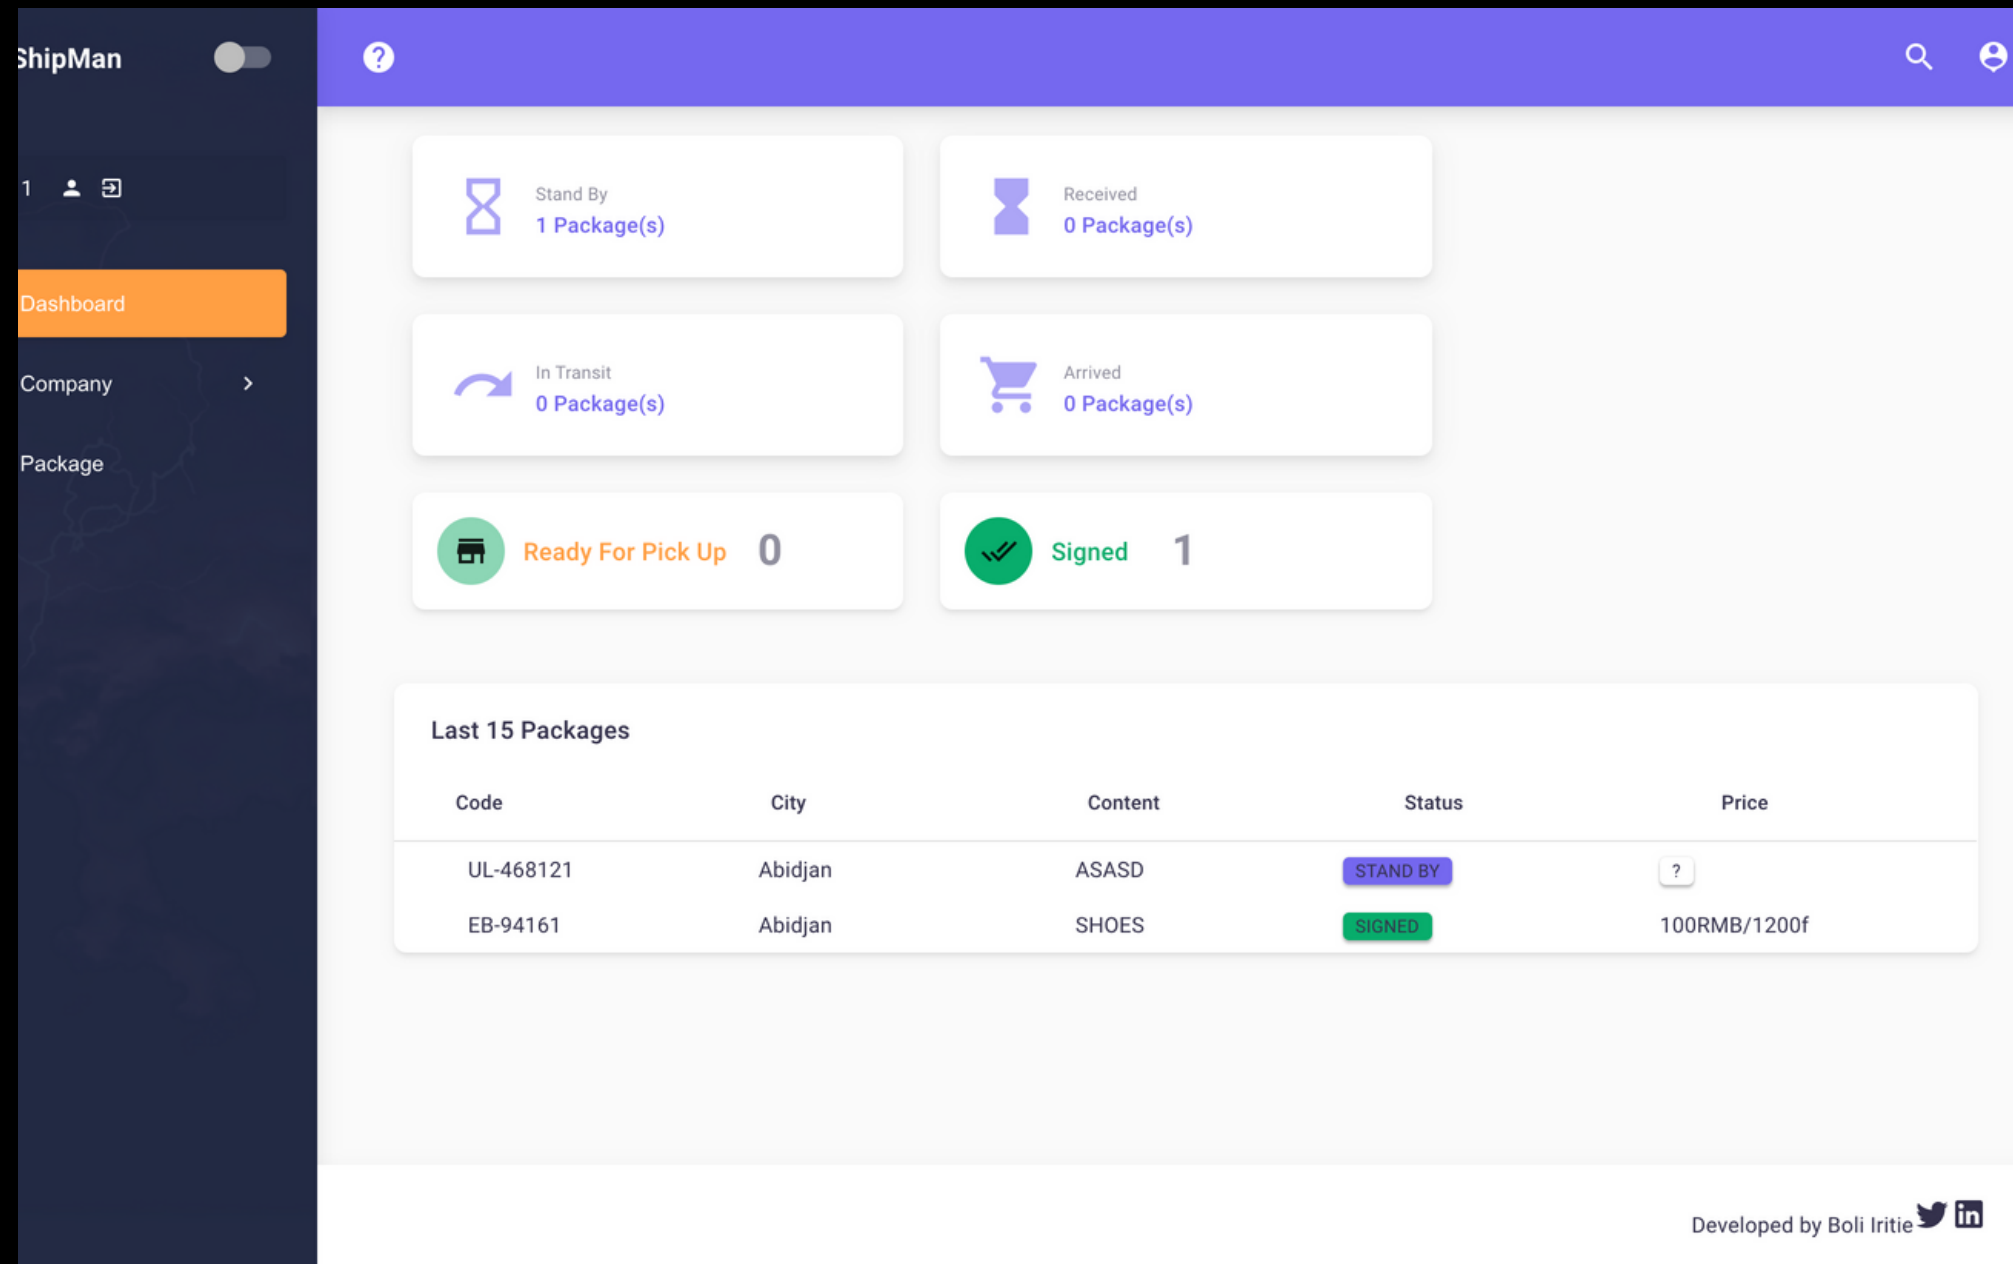 ShipMan
1
Dashboard
Company
Package
Stand By
1 Package(s)
Received
0 Package(s)
In Transit
0 Package(s)
Arrived
0 Package(s)
Ready For Pick Up 0
Signed 1
Last 15 Packages
Code City Content Status Price
UL-468121 Abidjan ASASD STAND BY ?
EB-94161 Abidjan SHOES SIGNED 100RMB/1200f
Developed by Boli Iritie